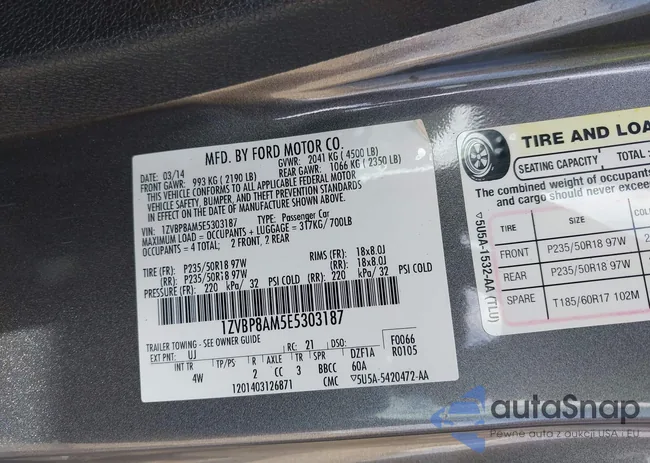 MFD. BY FORD MOTOR CO.
DATE: 03/14 GVWR: 2041 KG ( 4500 LB)
FRONT GAWR: 993 KG ( 2190 LB) REAR GAWR: 1066 KG ( 2350 LB)
THIS VEHICLE CONFORMS TO ALL APPLICABLE FEDERAL MOTOR
VEHICLE SAFETY, BUMPER, AND THEFT PREVENTION STANDARDS
IN EFFECT ON THE DATE OF MANUFACTURE SHOWN ABOVE.
VIN: 1ZVBP8AM5E5303187 TYPE: Passenger Car
MAXIMUM LOAD = OCCUPANTS + LUGGAGE = 317KG/ 700LB
OCCUPANTS = 4 TOTAL: 2 FRONT, 2 REAR
TIRE (FR): P235/50R18 97W RIMS (FR): 18x8.0J
(RR): P235/50R18 97W (RR): 18x8.0J
PRESSURE (FR): 220 kPa/ 32 PSI COLD (RR): 220 kPa/ 32 PSI COLD
1ZVBP8AM5E5303187
TRAILER TOWING - SEE OWNER GUIDE
EXT PNT: UJ RC: 21 DSO: F0066
INT TR R AXLE TR SPR DZF1A R0105
4W 2 CC 3 BBCC 60A
1201403126871 CMC ▽5U5A-5420472-AA
TIRE AND LOA
SEATING CAPACITY TOTAL
The combined weight of occupants
and cargo should never exceed
TIRE SIZE
FRONT P235/50R18 97W
REAR P235/50R18 97W
SPARE T185/60R17 102M
▽5U5A-1532-AA (TLU)
autaSnap
Pewne auta z aukcji USA i EU